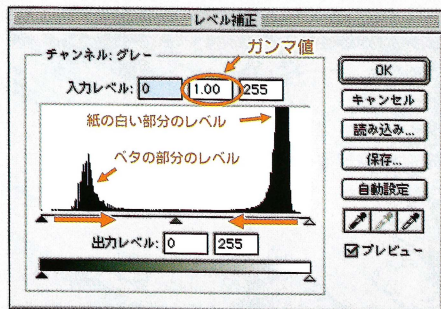 レベル補正
チャンネル: グレー
ガンマ値
入力レベル: 0 1.00 255
紙の白い部分のレベル
ベタの部分のレベル
出力レベル: 0 255
OK
キャンセル
読み込み...
保存...
自動設定
プレビュー